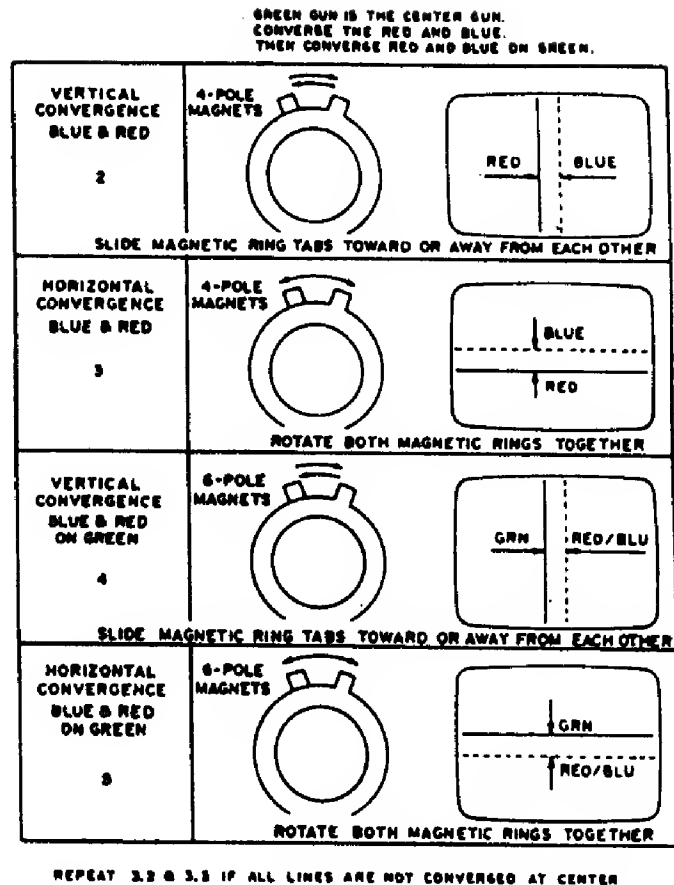 GREEN GUN IS THE CENTER GUN.
CONVERGE THE RED AND BLUE.
THEN CONVERGE RED AND BLUE ON GREEN.
VERTICAL
CONVERGENCE
BLUE & RED
2
4-POLE
MAGNETS
RED
BLUE
SLIDE MAGNETIC RING TABS TOWARD OR AWAY FROM EACH OTHER
HORIZONTAL
CONVERGENCE
BLUE & RED
3
4-POLE
MAGNETS
BLUE
RED
ROTATE BOTH MAGNETIC RINGS TOGETHER
VERTICAL
CONVERGENCE
BLUE & RED
ON GREEN
4
6-POLE
MAGNETS
GRN
RED/BLU
SLIDE MAGNETIC RING TABS TOWARD OR AWAY FROM EACH OTHER
HORIZONTAL
CONVERGENCE
BLUE & RED
ON GREEN
5
6-POLE
MAGNETS
GRN
RED/BLU
ROTATE BOTH MAGNETIC RINGS TOGETHER
REPEAT 3.2 & 3.3 IF ALL LINES ARE NOT CONVERGED AT CENTER